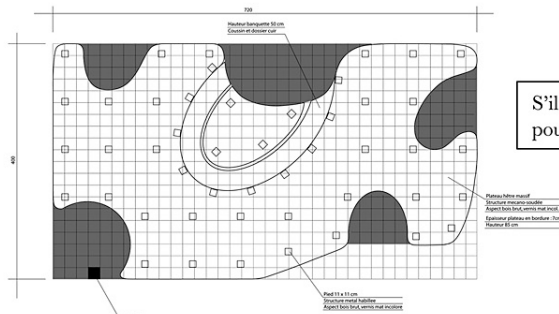 720
Hauteur banquette 50 cm
Coussin et dossier cuir
400
S'il
pou
Plateau hêtre massif
Structure mecano-soudée
Aspect bois brut, vernis mat incol.
Epaisseur plateau en bordure : 7cm
Hauteur 85 cm
Pied 11 x 11 cm
Structure metal habillee
Aspect bois brut, vernis mat incolore